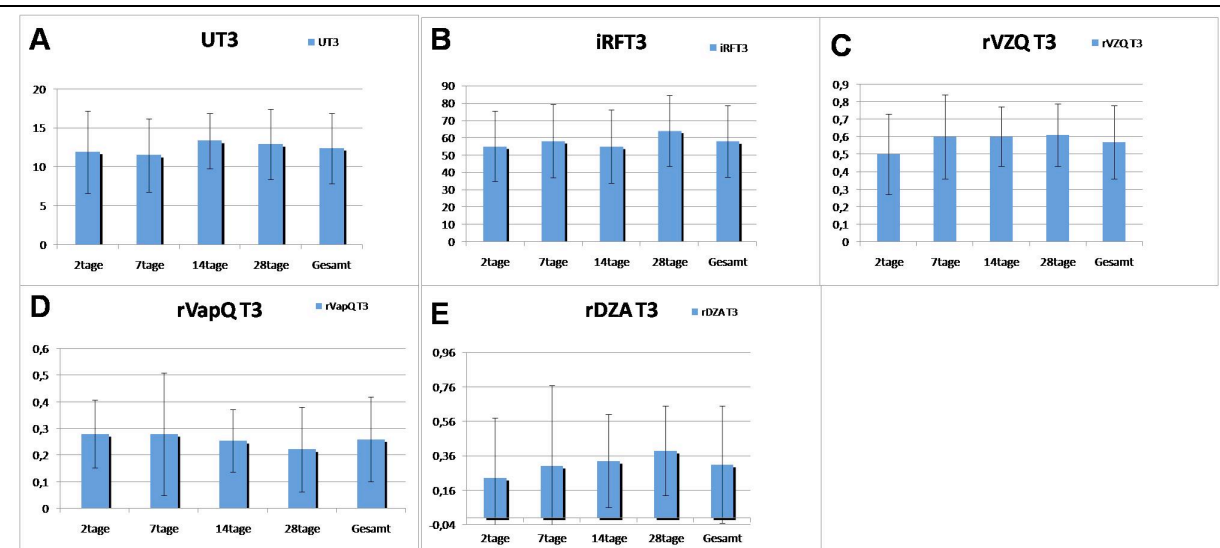 A
UT3
UT3
20
15
10
5
0
2tage 7tage 14tage 28tage Gesamt
B
iRFT3
iRFT3
90
80
70
60
50
40
30
20
10
0
2tage 7tage 14tage 28tage Gesamt
C
rVZQ T3
rVZQ T3
0,9
0,8
0,7
0,6
0,5
0,4
0,3
0,2
0,1
0
2tage 7tage 14tage 28tage Gesamt
D
rVapQ T3
rVapQ T3
0,6
0,5
0,4
0,3
0,2
0,1
0
2tage 7tage 14tage 28tage Gesamt
E
rDZA T3
rDZA T3
0,96
0,76
0,56
0,36
0,16
-0,04
2tage 7tage 14tage 28tage Gesamt